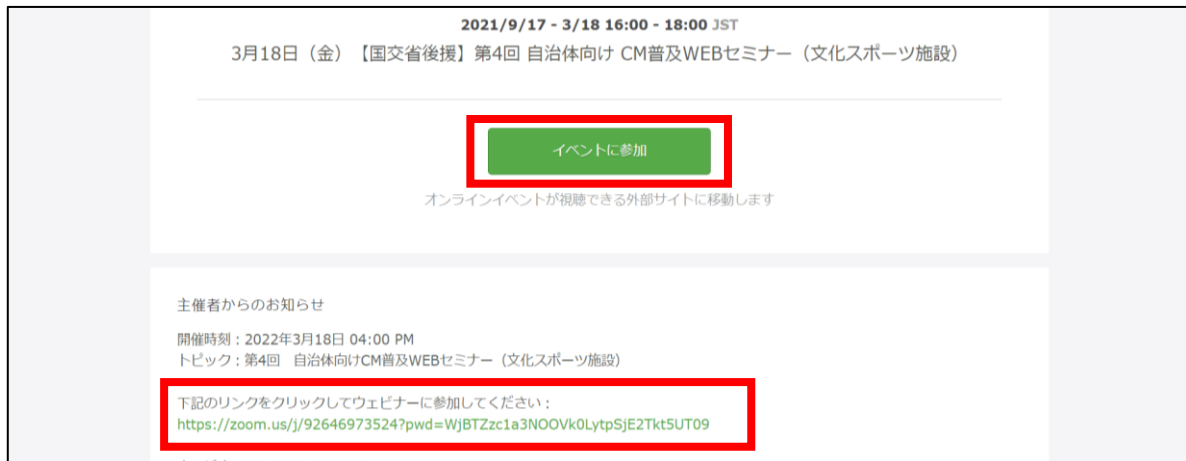 2021/9/17 - 3/18 16:00 - 18:00 JST
3月18日（金）【国交省後援】第4回 自治体向け CM普及WEBセミナー（文化スポーツ施設）
イベントに参加
オンラインイベントが視聴できる外部サイトに移動します
主催者からのお知らせ
開催時刻：2022年3月18日 04:00 PM
トピック：第4回　自治体向けCM普及WEBセミナー（文化スポーツ施設）
下記のリンクをクリックしてウェビナーに参加してください：
https://zoom.us/j/92646973524?pwd=WjBTZzc1a3NOOVk0LytpSjE2Tkt5UT09